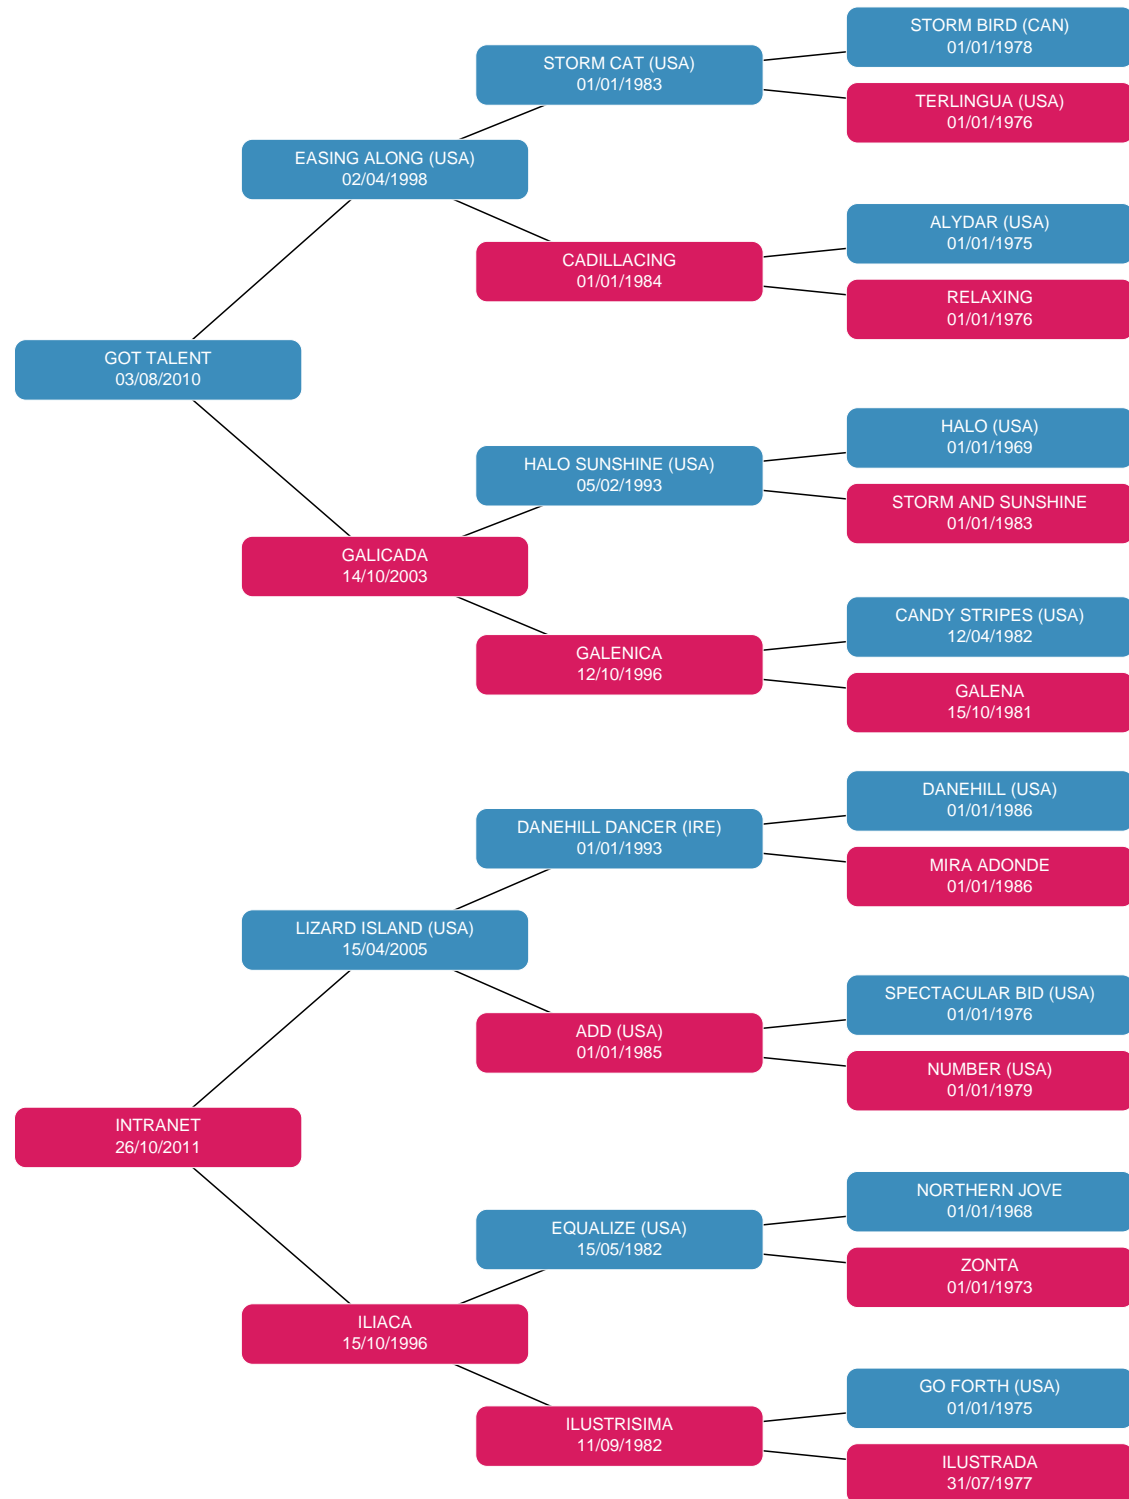 STORM BIRD (CAN)
01/01/1978
STORM CAT (USA)
01/01/1983
TERLINGUA (USA)
01/01/1976
EASING ALONG (USA)
02/04/1998
ALYDAR (USA)
01/01/1975
CADILLACING
01/01/1984
RELAXING
01/01/1976
GOT TALENT
03/08/2010
HALO (USA)
01/01/1969
HALO SUNSHINE (USA)
05/02/1993
STORM AND SUNSHINE
01/01/1983
GALICADA
14/10/2003
CANDY STRIPES (USA)
12/04/1982
GALENICA
12/10/1996
GALENA
15/10/1981
DANEHILL (USA)
01/01/1986
DANEHILL DANCER (IRE)
01/01/1993
MIRA ADONDE
01/01/1986
LIZARD ISLAND (USA)
15/04/2005
SPECTACULAR BID (USA)
01/01/1976
ADD (USA)
01/01/1985
NUMBER (USA)
01/01/1979
INTRANET
26/10/2011
NORTHERN JOVE
01/01/1968
EQUALIZE (USA)
15/05/1982
ZONTA
01/01/1973
ILIACA
15/10/1996
GO FORTH (USA)
01/01/1975
ILUSTRISIMA
11/09/1982
ILUSTRADA
31/07/1977